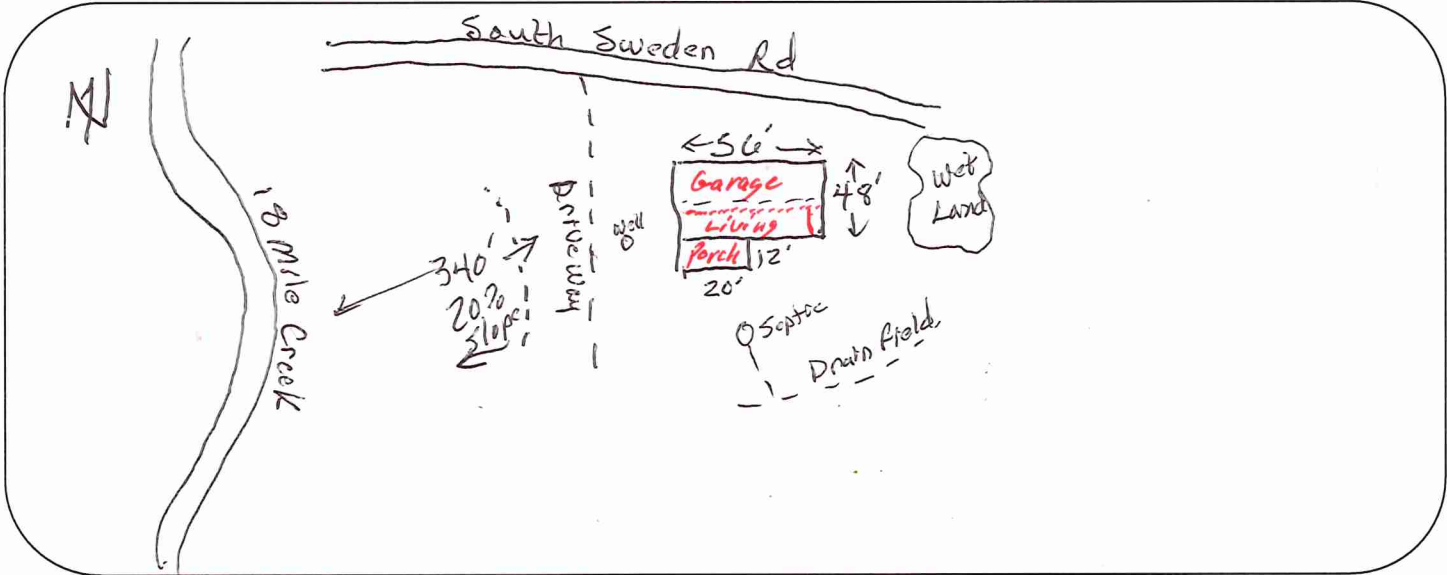 South Sweden Rd
N
18 Mile Creek
340'
20%
Slope
Driveway
well
←56'→
Garage
Living
Porch
48'
12'
20'
Wet
Land
Septic
Drain Field